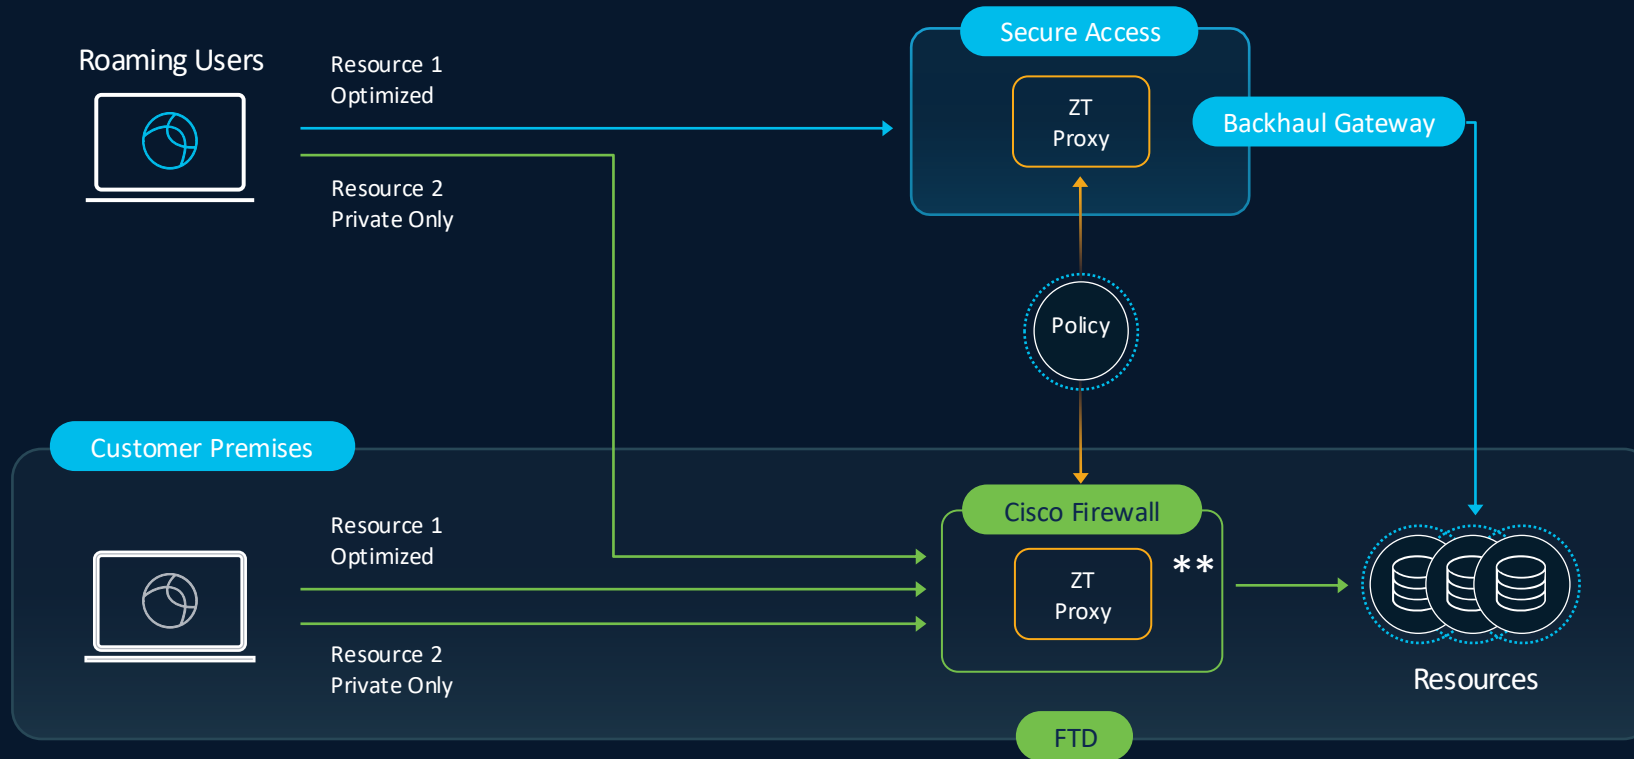 Secure Access
Roaming Users
Resource 1
Optimized
ZT
Proxy
Backhaul Gateway
Resource 2
Private Only
Policy
Customer Premises
Cisco Firewall
Resource 1
Optimized
ZT
Proxy
**
Resource 2
Private Only
Resources
FTD